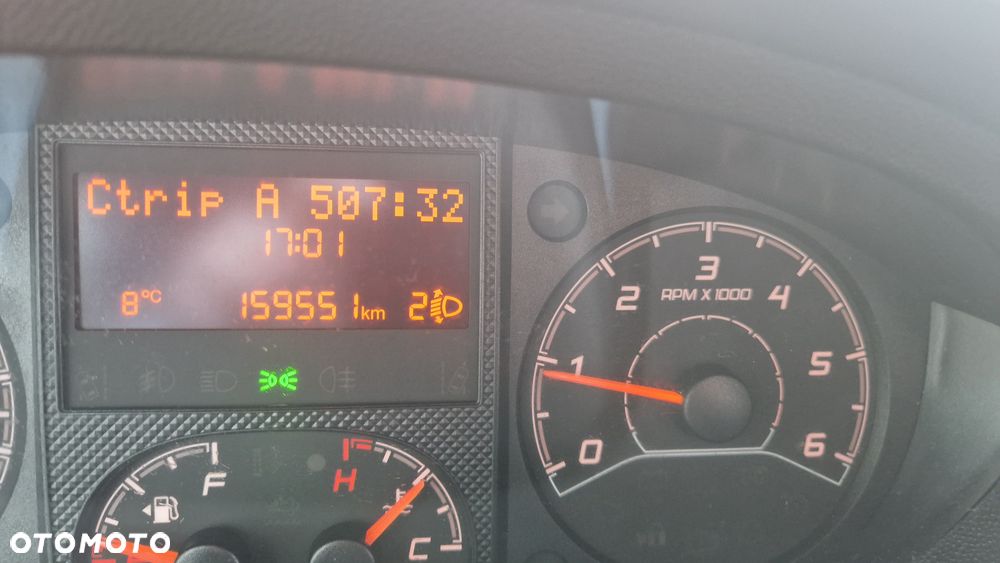 Ctrip A 507:32
17:01
8°C 159551km 2
0 1 2 3 4 5 6
RPM X 1000
F
H
C
OTOMOTO